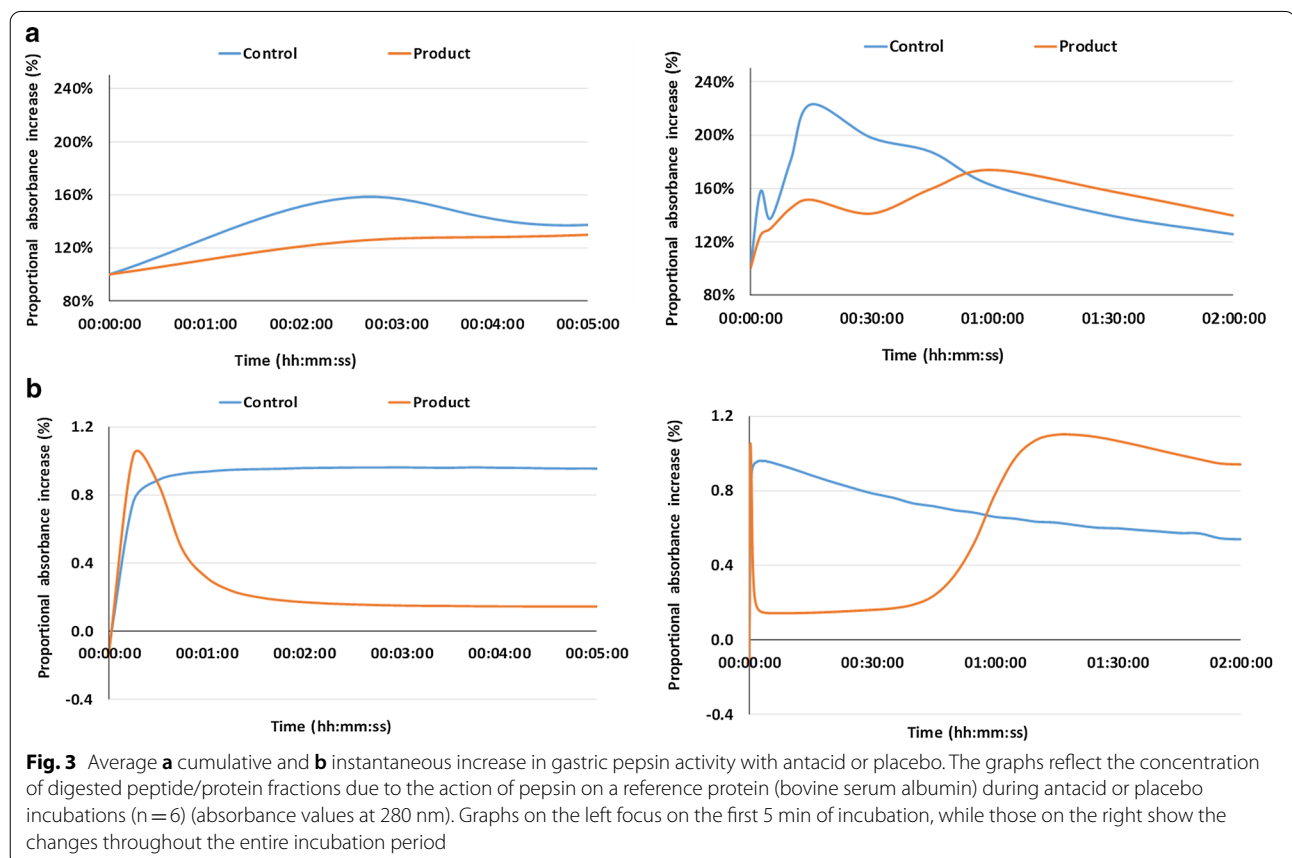 a
Control Product
Proportional absorbance increase (%)
240%
200%
160%
120%
80%
00:00:00 00:01:00 00:02:00 00:03:00 00:04:00 00:05:00
Time (hh:mm:ss)
Control Product
Proportional absorbance increase (%)
240%
200%
160%
120%
80%
00:00:00 00:30:00 01:00:00 01:30:00 02:00:00
Time (hh:mm:ss)
b
Control Product
Proportional absorbance increase (%)
1.2
0.8
0.4
0.0
-0.4
00:00:00 00:01:00 00:02:00 00:03:00 00:04:00 00:05:00
Time (hh:mm:ss)
Proportional absorbance increase (%)
1.2
0.8
0.4
0.0
-0.4
00:00:00 00:30:00 01:00:00 01:30:00 02:00:00
Time (hh:mm:ss)
Fig. 3 Average a cumulative and b instantaneous increase in gastric pepsin activity with antacid or placebo. The graphs reflect the concentration
of digested peptide/protein fractions due to the action of pepsin on a reference protein (bovine serum albumin) during antacid or placebo
incubations (n = 6) (absorbance values at 280 nm). Graphs on the left focus on the first 5 min of incubation, while those on the right show the
changes throughout the entire incubation period